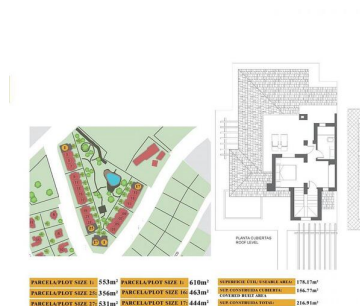 PLANTA CUBIERTAS
ROOF LEVEL
PARCELA/PLOT SIZE 1: 553m² PARCELA/PLOT SIZE 1: 610m²
PARCELA/PLOT SIZE 25: 356m² PARCELA/PLOT SIZE 16: 463m²
PARCELA/PLOT SIZE 27: 531m² PARCELA/PLOT SIZE 17: 444m²
SUPERFICIE ÚTIL/ USEABLE AREA: 178.17m²
SUP. CONSTRUIDA CUBIERTA: 196.77m²
COVERED BUILT AREA
SUP. CONSTRUIDA TOTAL: 216.91m²